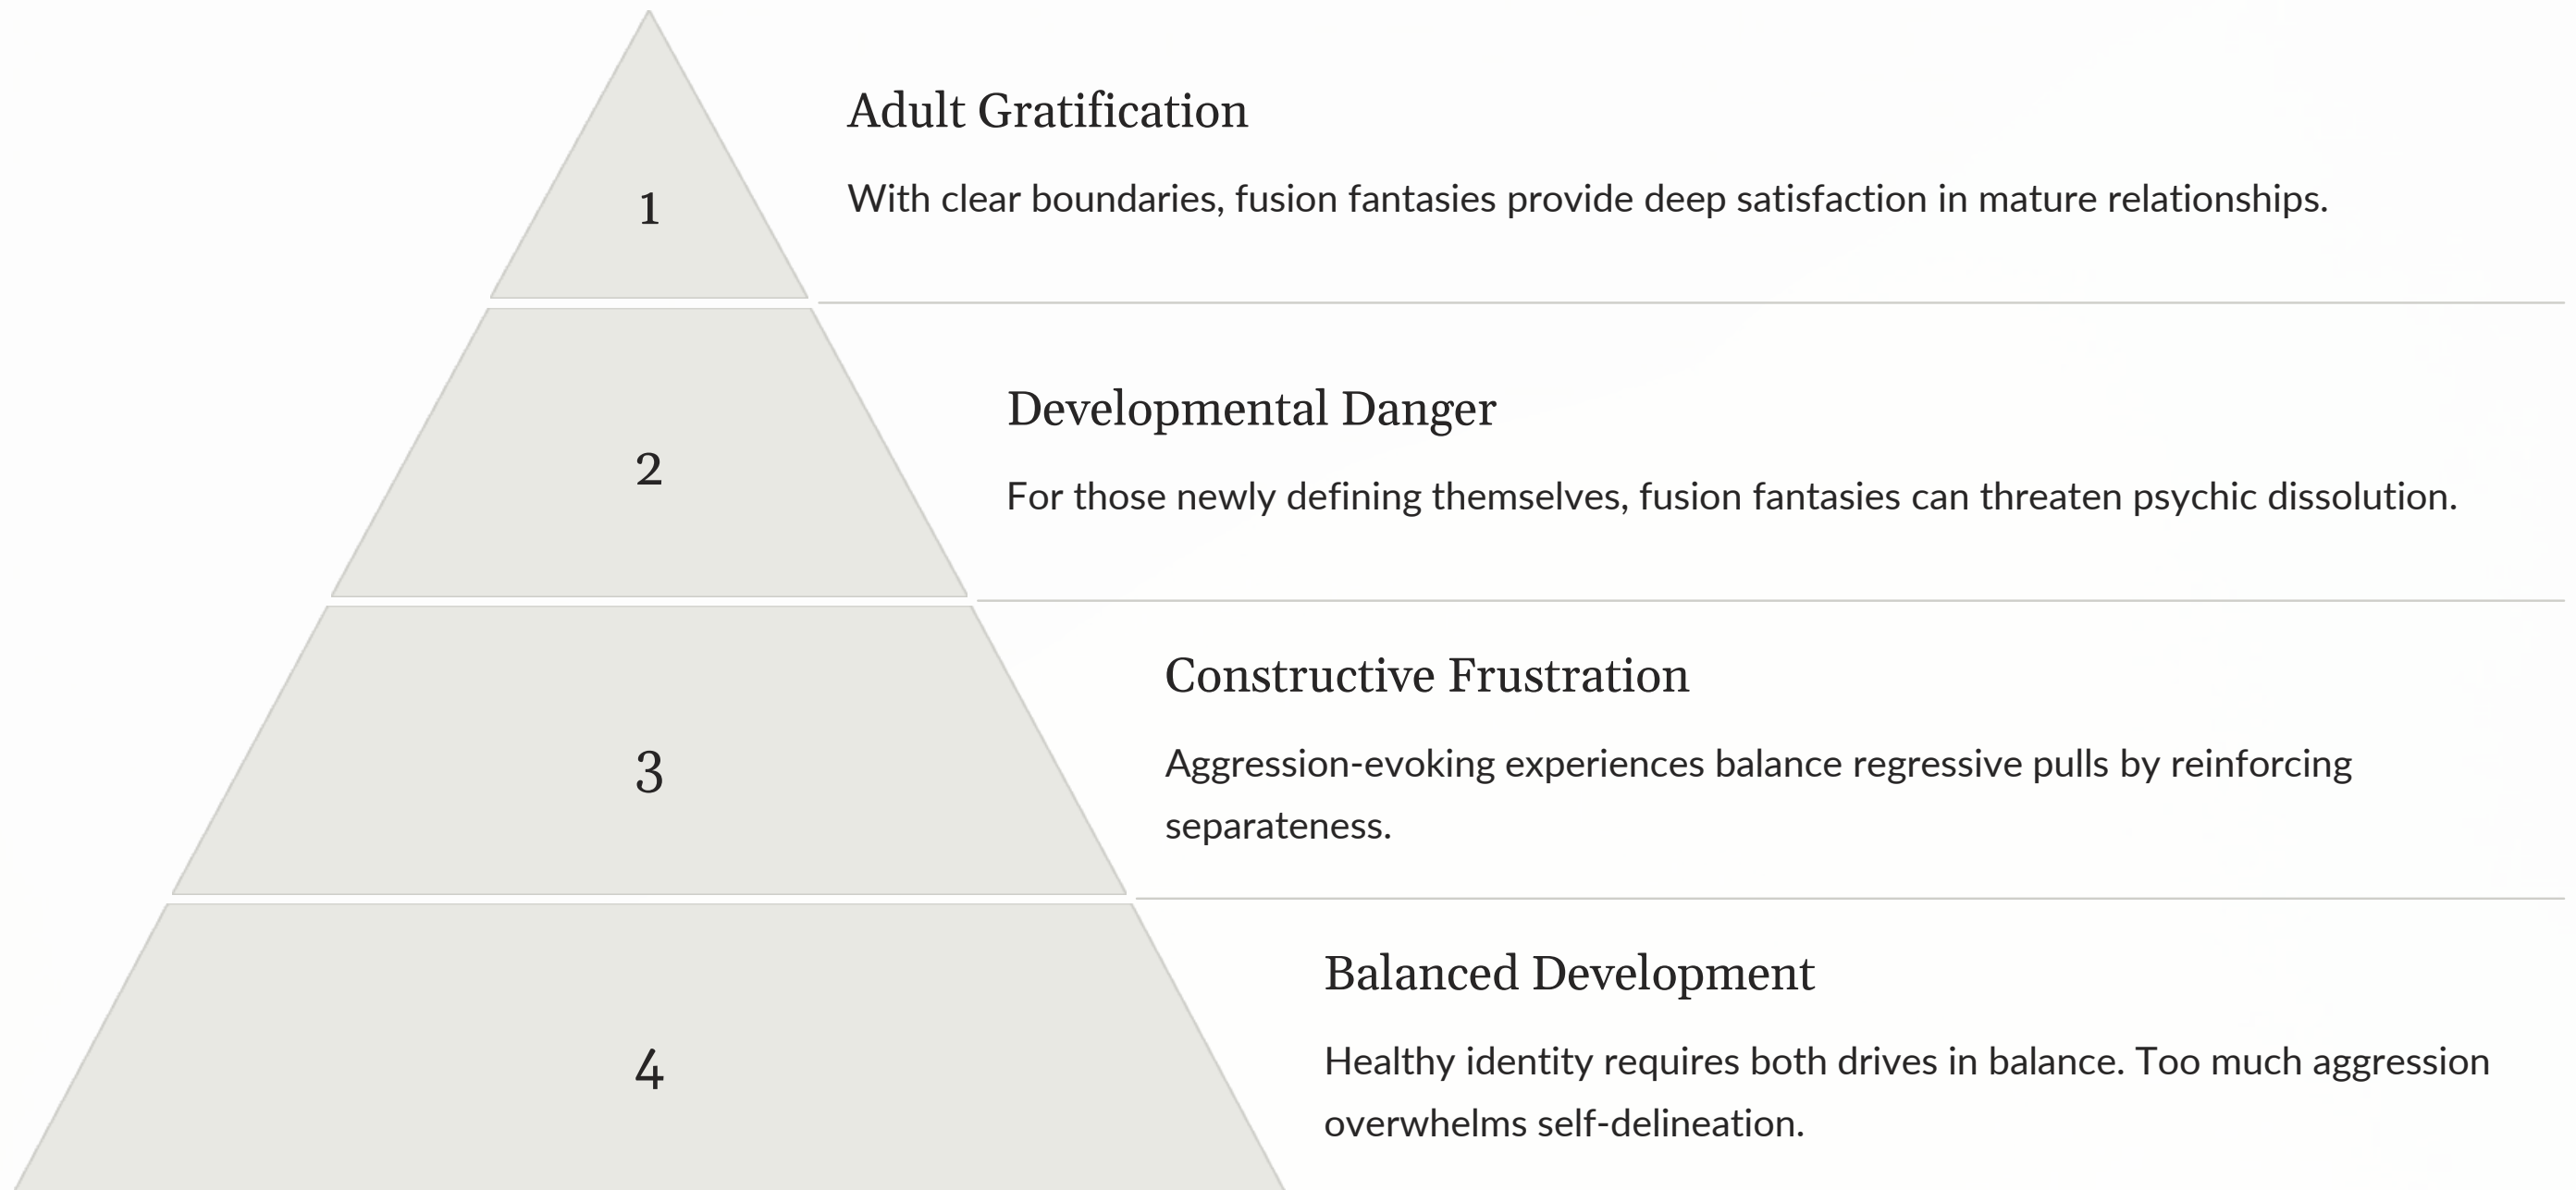 Adult Gratification
1
With clear boundaries, fusion fantasies provide deep satisfaction in mature relationships.
Developmental Danger
2
For those newly defining themselves, fusion fantasies can threaten psychic dissolution.
Constructive Frustration
3
Aggression-evoking experiences balance regressive pulls by reinforcing
separateness.
Balanced Development
4
Healthy identity requires both drives in balance. Too much aggression
overwhelms self-delineation.